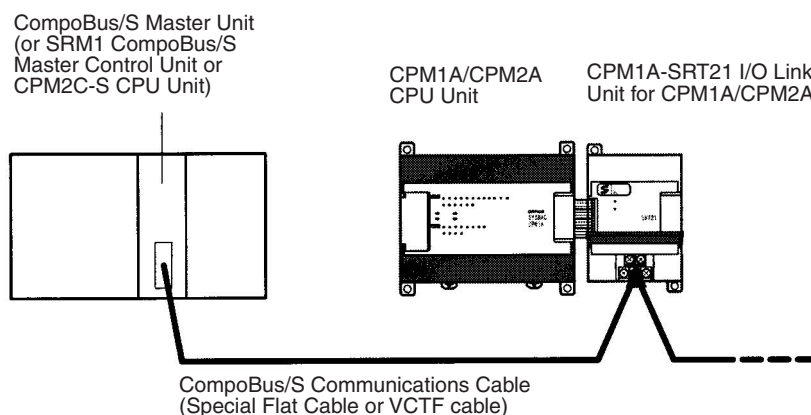 CompoBus/S Master Unit
(or SRM1 CompoBus/S
Master Control Unit or
CPM2C-S CPU Unit)
CPM1A/CPM2A
CPU Unit
CPM1A-SRT21 I/O Link
Unit for CPM1A/CPM2A
SRT21
CompoBus/S Communications Cable
(Special Flat Cable or VCTF cable)